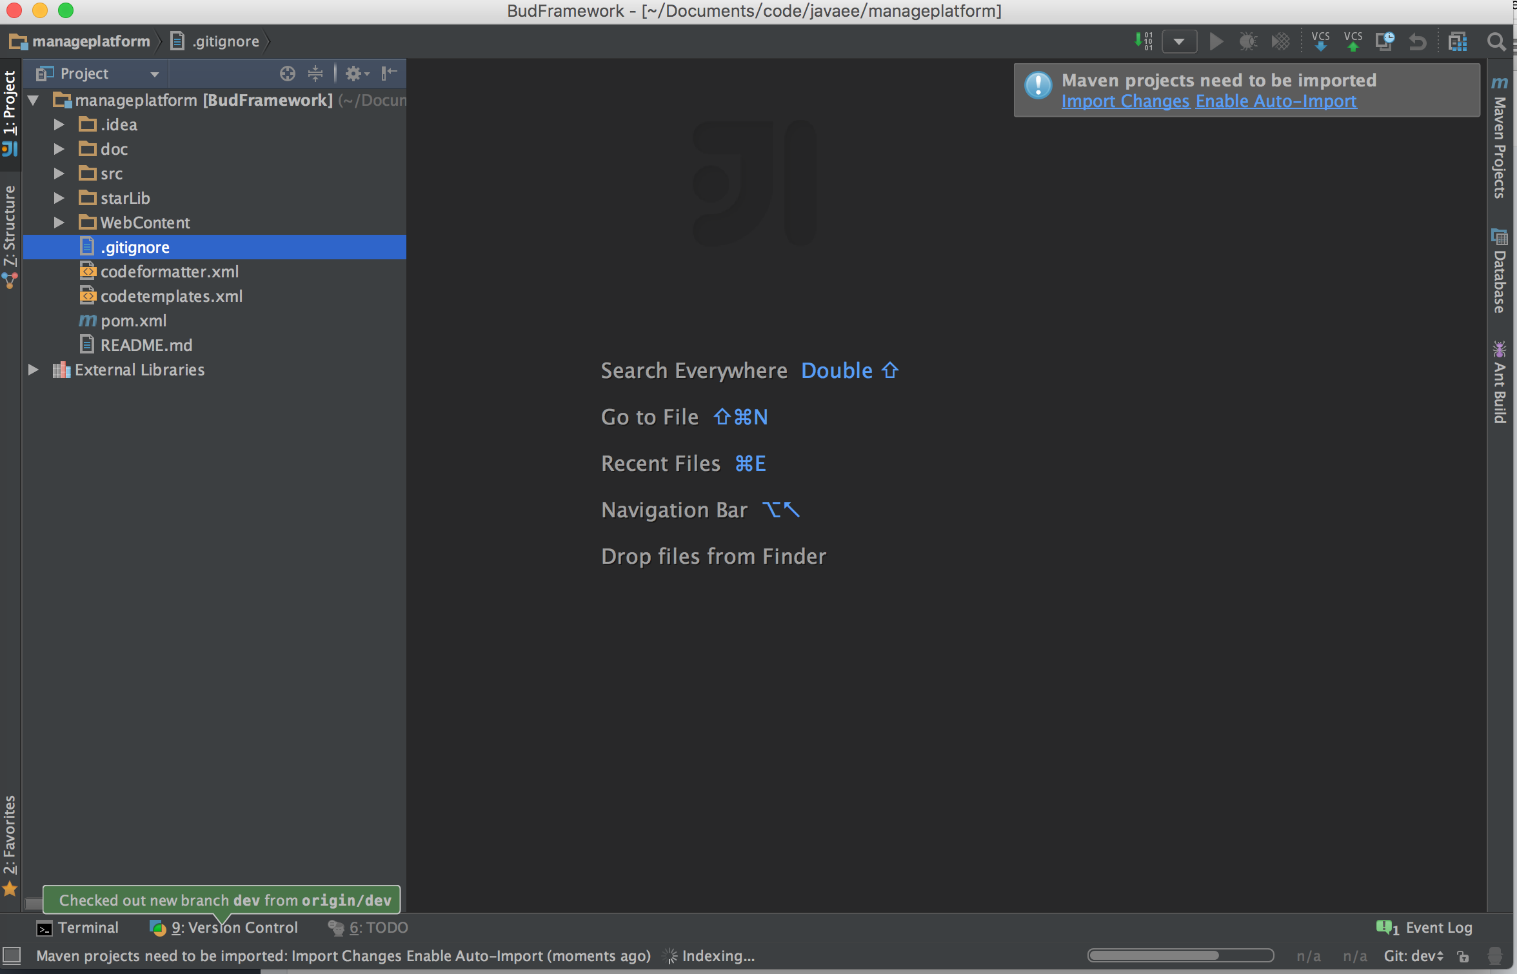 BudFramework - [~/Documents/code/javaee/manageplatform]
manageplatform .gitignore
VCS VCS
1: Project
Project
Maven projects need to be imported
Import Changes Enable Auto-Import
manageplatform [BudFramework] (~/Docun
.idea
doc
src
starLib
WebContent
.gitignore
codeformatter.xml
codetemplates.xml
pom.xml
README.md
External Libraries
Z: Structure
2: Favorites
Maven Projects
Database
Ant Build
Search Everywhere Double ⇧
Go to File ⇧⌘N
Recent Files ⌘E
Navigation Bar ⌥↖
Drop files from Finder
Checked out new branch dev from origin/dev
Terminal 9: Version Control 6: TODO 1 Event Log
Maven projects need to be imported: Import Changes Enable Auto-Import (moments ago) Indexing... n/a n/a Git: dev